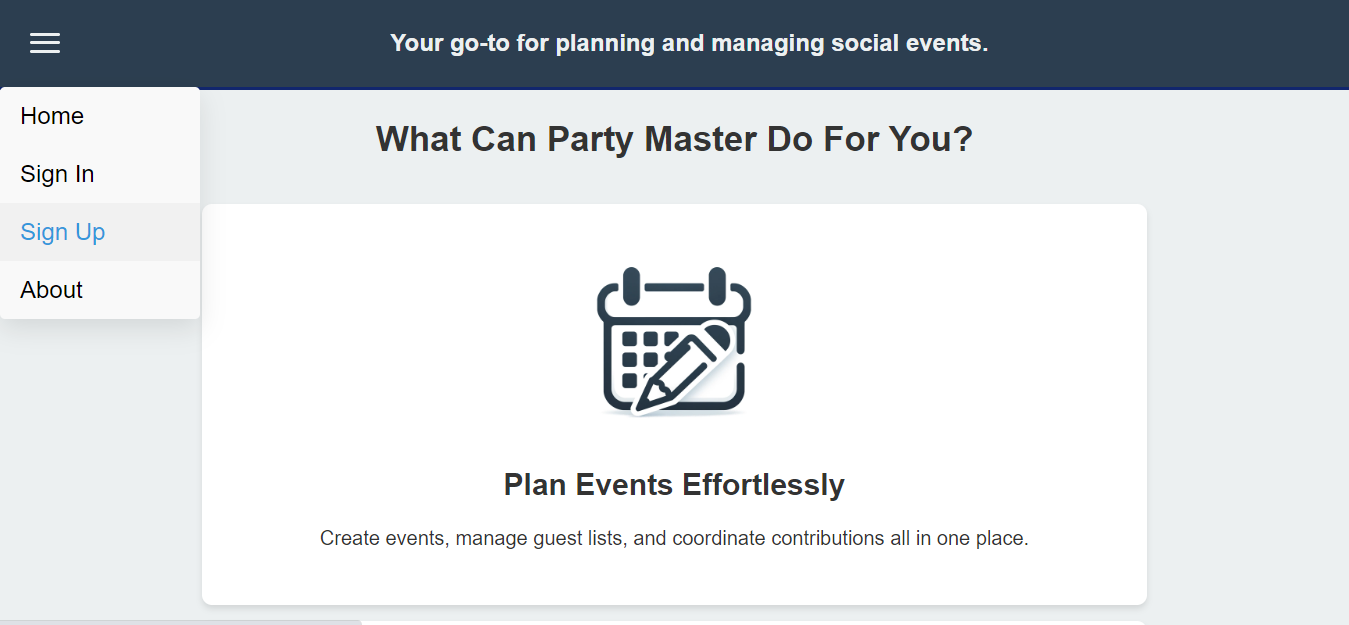 Your go-to for planning and managing social events.
Home
Sign In
Sign Up
About
What Can Party Master Do For You?
Plan Events Effortlessly
Create events, manage guest lists, and coordinate contributions all in one place.